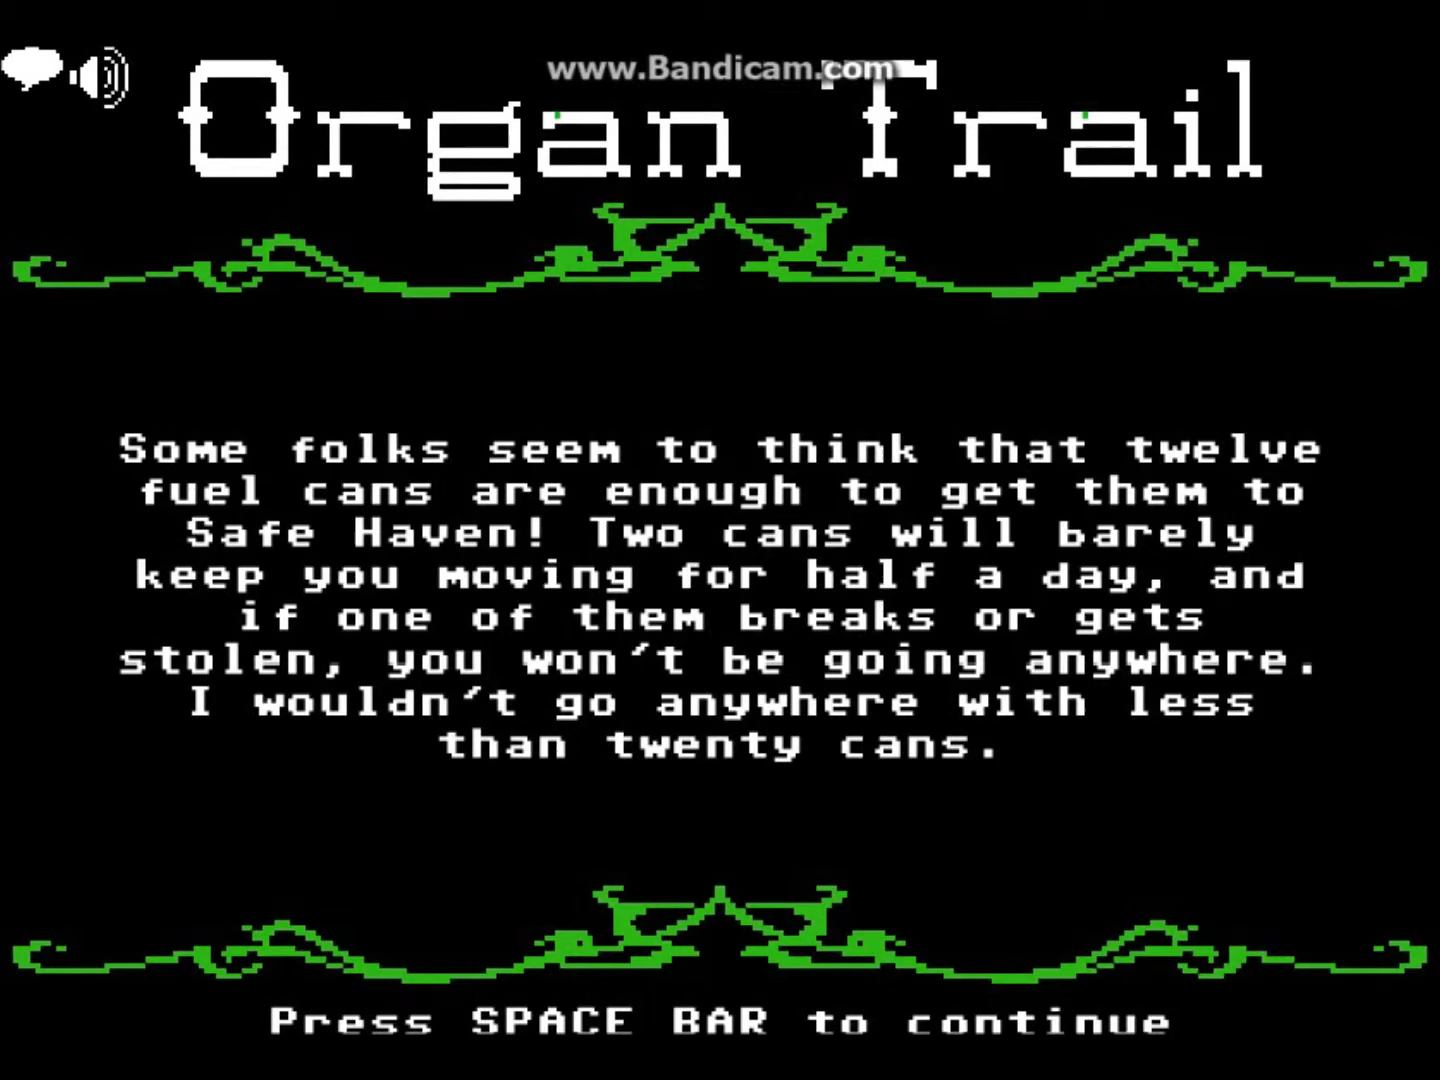 www.Bandicam.com
Organ Trail
Some folks seem to think that twelve
fuel cans are enough to get them to
Safe Haven! Two cans will barely
keep you moving for half a day, and
if one of them breaks or gets
stolen, you won't be going anywhere.
I wouldn't go anywhere with less
than twenty cans.
Press SPACE BAR to continue